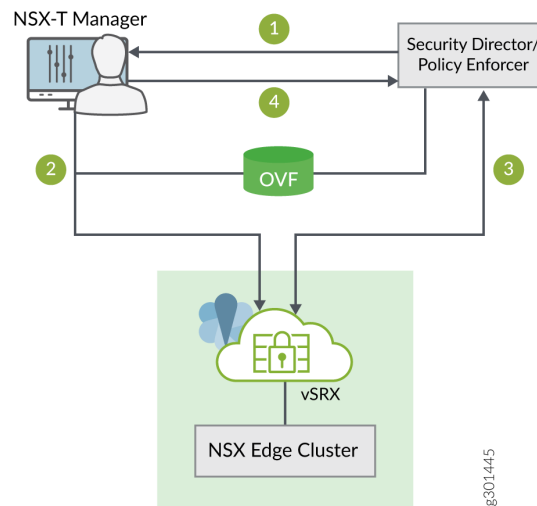 NSX-T Manager
1
Security Director/
Policy Enforcer
4
2
OVF
3
vSRX
NSX Edge Cluster
g301445